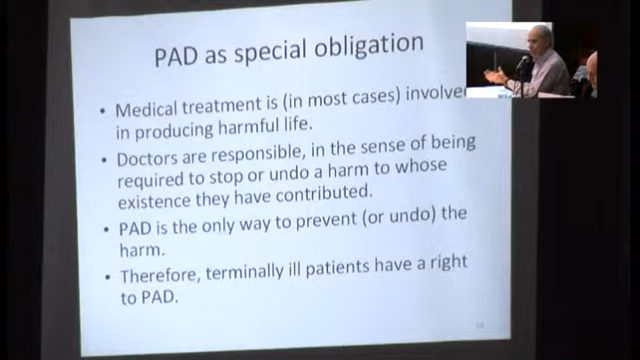 PAD as special obligation
• Medical treatment is (in most cases) involve
in producing harmful life.
• Doctors are responsible, in the sense of being
required to stop or undo a harm to whose
existence they have contributed.
• PAD is the only way to prevent (or undo) the
harm.
• Therefore, terminally ill patients have a right
to PAD.